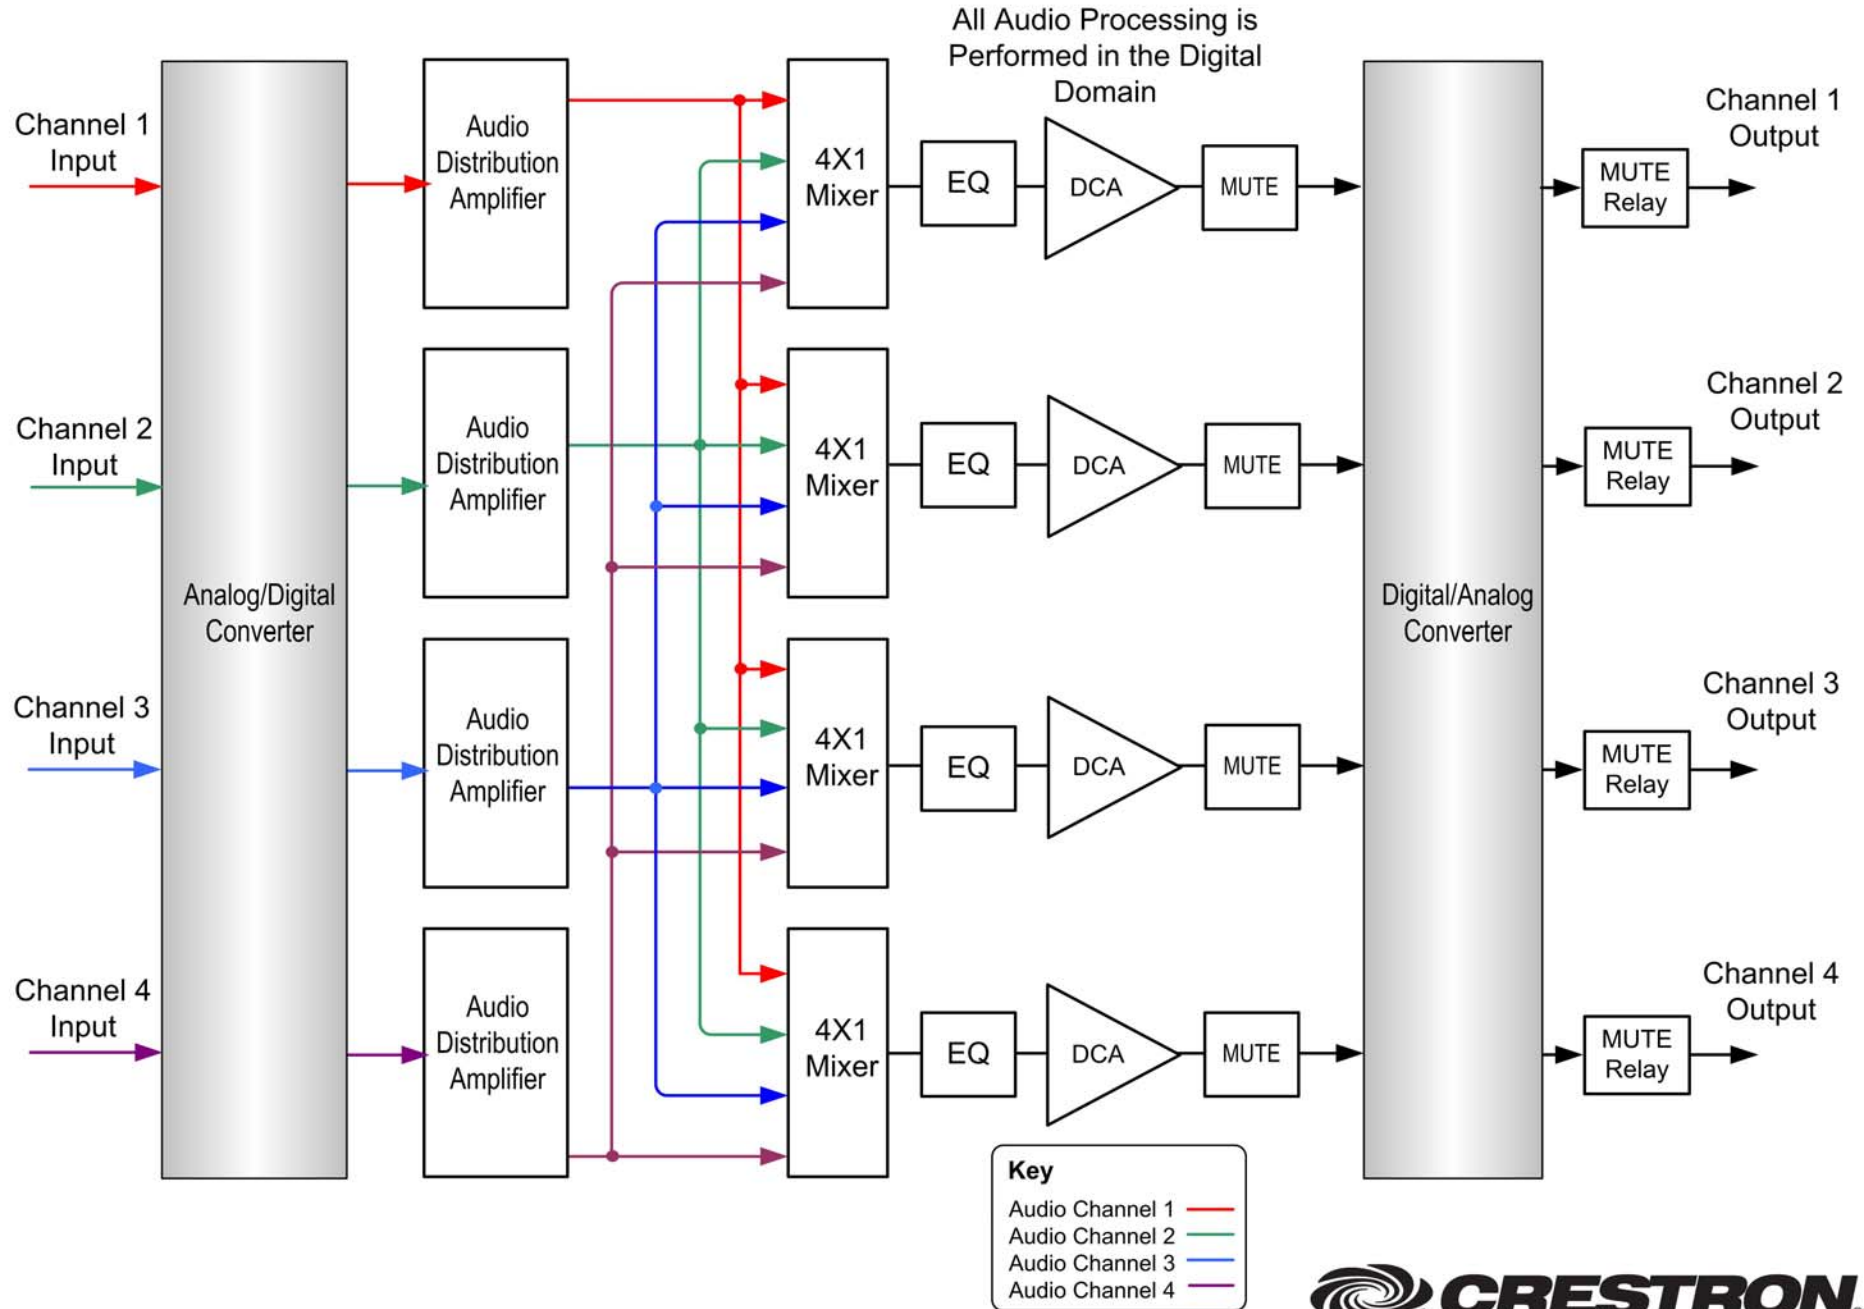 All Audio Processing is
Performed in the Digital
Domain
Channel 1
Input
Audio
Distribution
Amplifier
4X1
Mixer
EQ
DCA
MUTE
MUTE
Relay
Channel 1
Output
Channel 2
Input
Audio
Distribution
Amplifier
4X1
Mixer
EQ
DCA
MUTE
MUTE
Relay
Channel 2
Output
Analog/Digital
Converter
Digital/Analog
Converter
Channel 3
Input
Audio
Distribution
Amplifier
4X1
Mixer
EQ
DCA
MUTE
MUTE
Relay
Channel 3
Output
Channel 4
Input
Audio
Distribution
Amplifier
4X1
Mixer
EQ
DCA
MUTE
MUTE
Relay
Channel 4
Output
Key
Audio Channel 1
Audio Channel 2
Audio Channel 3
Audio Channel 4
CRESTRON